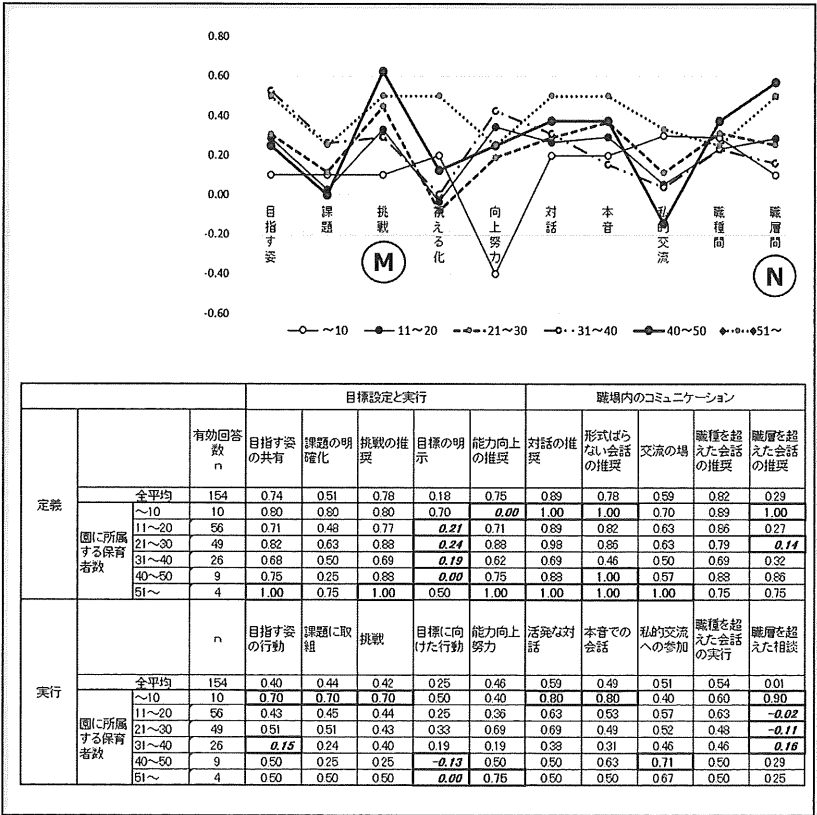 0.80
0.60
0.40
0.20
0.00
-0.20
-0.40
-0.60
目指す姿
課題
挑戦
見える化
向上努力
対話
本音
私的交流
職種間
職層間
M
N
～10 11～20 21～30 31～40 40～50 51～
目標設定と実行 職場内のコミュニケーション
定義 有効回答数 n 目指す姿の共有 課題の明確化 挑戦の推奨 目標の明示 能力向上の推奨 対話の推奨 形式ばらない会話の推奨 交流の場 職種を超えた会話の推奨 職層を超えた会話の推奨
全平均 154 0.74 0.51 0.78 0.18 0.75 0.89 0.78 0.59 0.82 0.29
園に所属する保育者数
～10 10 0.80 0.80 0.80 0.70 0.00 1.00 1.00 0.70 0.89 1.00
11～20 56 0.71 0.48 0.77 0.21 0.71 0.89 0.82 0.63 0.86 0.27
21～30 49 0.82 0.63 0.88 0.24 0.88 0.98 0.86 0.63 0.79 0.14
31～40 26 0.68 0.50 0.69 0.19 0.62 0.69 0.46 0.50 0.69 0.32
40～50 9 0.75 0.25 0.88 0.00 0.75 0.88 1.00 0.57 0.88 0.86
51～ 4 1.00 0.75 1.00 0.50 1.00 1.00 1.00 1.00 0.75 0.75
実行 n 目指す姿の行動 課題に取組 挑戦 目標に向けた行動 能力向上努力 活発な対話 本音での会話 私的交流への参加 職種を超えた会話の実行 職層を超えた相談
全平均 154 0.40 0.44 0.42 0.25 0.46 0.59 0.49 0.51 0.54 0.01
園に所属する保育者数
～10 10 0.70 0.70 0.70 0.50 0.40 0.80 0.80 0.40 0.60 0.90
11～20 56 0.43 0.45 0.44 0.25 0.36 0.63 0.53 0.57 0.63 -0.02
21～30 49 0.51 0.51 0.43 0.33 0.69 0.69 0.49 0.52 0.48 -0.11
31～40 26 0.15 0.24 0.40 0.19 0.19 0.38 0.31 0.46 0.46 0.16
40～50 9 0.50 0.25 0.25 -0.13 0.50 0.50 0.63 0.71 0.50 0.29
51～ 4 0.50 0.50 0.50 0.00 0.75 0.50 0.50 0.67 0.50 0.25